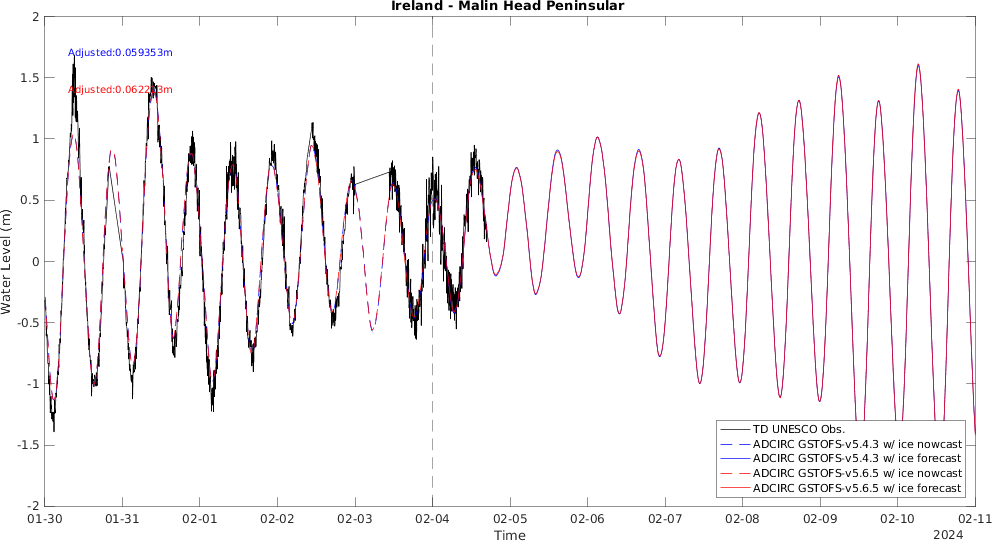 Ireland - Malin Head Peninsular
2
Adjusted:0.059353m
1.5
1
0.5
0
-0.5
-1
-1.5
-2
Water Level (m)
TD UNESCO Obs.
ADCIRC GSTOFS-v5.4.3 w/ ice nowcast
ADCIRC GSTOFS-v5.4.3 w/ ice forecast
ADCIRC GSTOFS-v5.6.5 w/ ice nowcast
ADCIRC GSTOFS-v5.6.5 w/ ice forecast
01-30 01-31 02-01 02-02 02-03 02-04 02-05 02-06 02-07 02-08 02-09 02-10 02-11
Time
2024